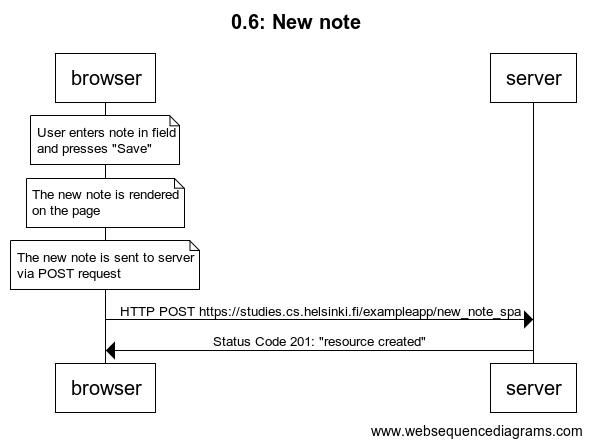 0.6: New note
browser
server
User enters note in field
and presses "Save"
The new note is rendered
on the page
The new note is sent to server
via POST request
HTTP POST https://studies.cs.helsinki.fi/exampleapp/new_note_spa
Status Code 201: "resource created"
browser
server
www.websequencediagrams.com